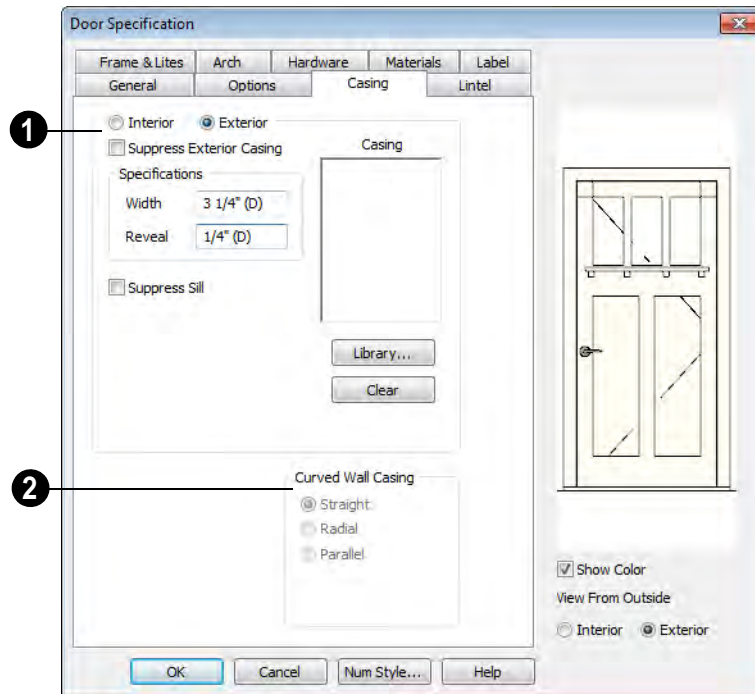 Door Specification
Frame & Lites Arch Hardware Materials Label
General Options Casing Lintel
1
Interior Exterior
Suppress Exterior Casing
Casing
Specifications
Width 3 1/4" (D)
Reveal 1/4" (D)
Suppress Sill
Library...
Clear
2
Curved Wall Casing
Straight
Radial
Parallel
Show Color
View From Outside
Interior Exterior
OK Cancel Num Style... Help